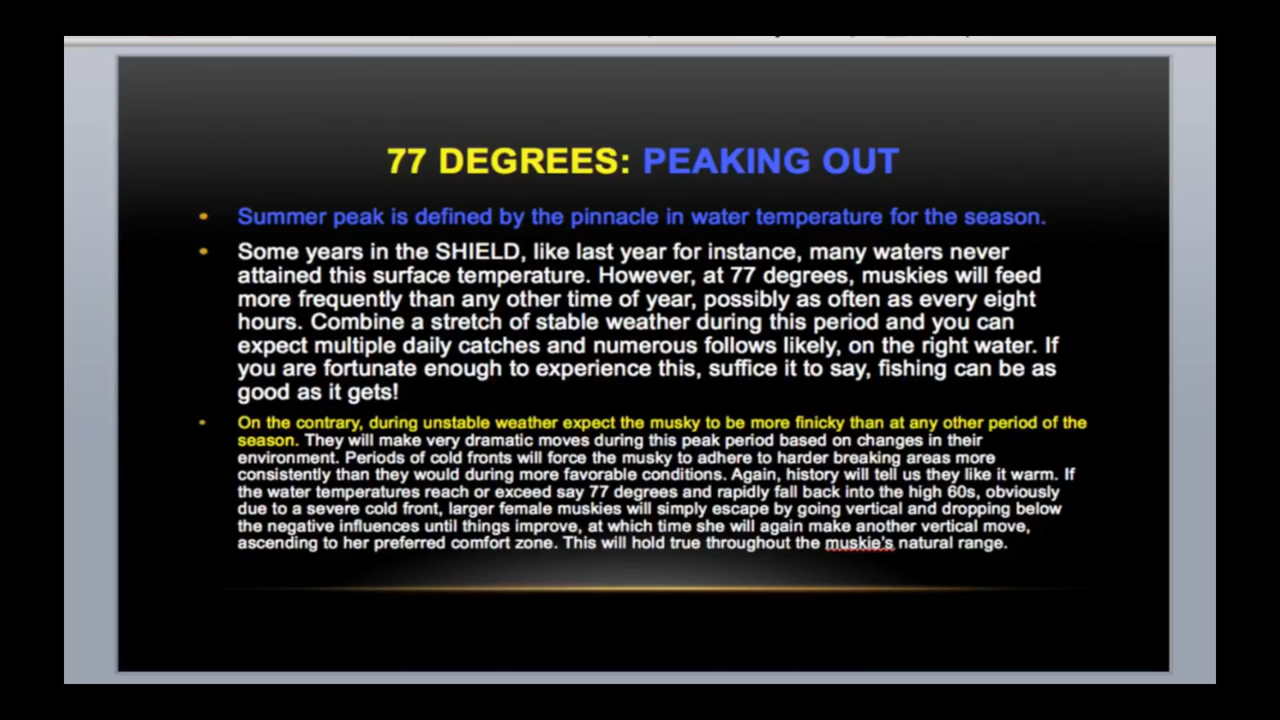 77 DEGREES: PEAKING OUT
• Summer peak is defined by the pinnacle in water temperature for the season.
• Some years in the SHIELD, like last year for instance, many waters never
attained this surface temperature. However, at 77 degrees, muskies will feed
more frequently than any other time of year, possibly as often as every eight
hours. Combine a stretch of stable weather during this period and you can
expect multiple daily catches and numerous follows likely, on the right water. If
you are fortunate enough to experience this, suffice it to say, fishing can be as
good as it gets!
• On the contrary, during unstable weather expect the musky to be more finicky than at any other period of the
season. They will make very dramatic moves during this peak period based on changes in their
environment. Periods of cold fronts will force the musky to adhere to harder breaking areas more
consistently than they would during more favorable conditions. Again, history will tell us they like it warm. If
the water temperatures reach or exceed say 77 degrees and rapidly fall back into the high 60s, obviously
due to a severe cold front, larger female muskies will simply escape by going vertical and dropping below
the negative influences until things improve, at which time she will again make another vertical move,
ascending to her preferred comfort zone. This will hold true throughout the muskie's natural range.